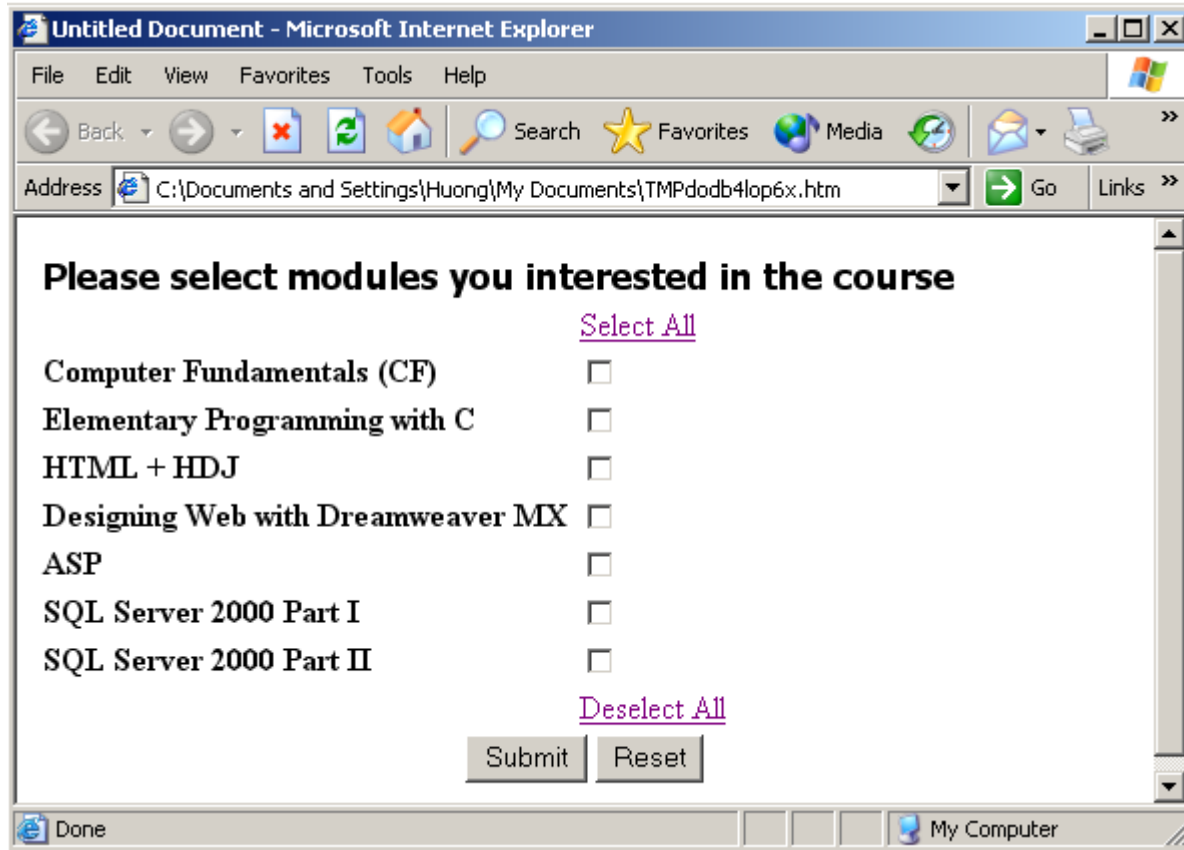 Untitled Document - Microsoft Internet Explorer
File Edit View Favorites Tools Help
Back Search Favorites Media »
Address C:\Documents and Settings\Huong\My Documents\TMPdodb4lop6x.htm Go Links »
Please select modules you interested in the course
Select All
Computer Fundamentals (CF)
Elementary Programming with C
HTML + HDJ
Designing Web with Dreamweaver MX
ASP
SQL Server 2000 Part I
SQL Server 2000 Part II
Deselect All
Submit Reset
Done My Computer